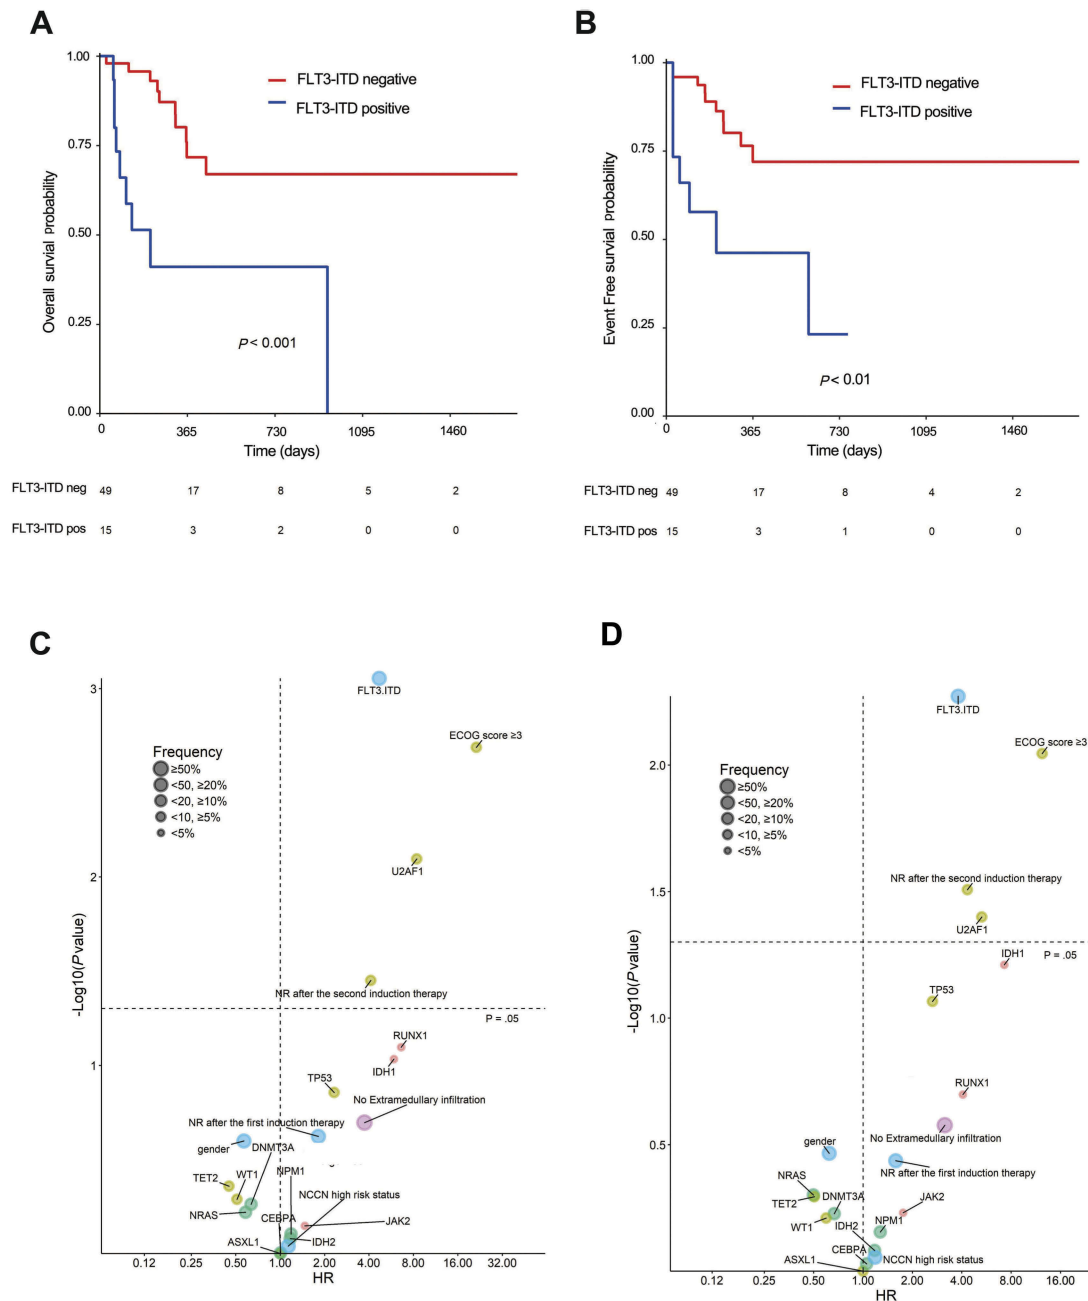 A
1.00
0.75
0.50
0.25
0.00
Overall survial probability
FLT3-ITD negative
FLT3-ITD positive
P < 0.001
0 365 730 1095 1460
Time (days)
FLT3-ITD neg 49 17 8 5 2
FLT3-ITD pos 15 3 2 0 0
B
1.00
0.75
0.50
0.25
0.00
Event Free survial probability
FLT3-ITD negative
FLT3-ITD positive
P < 0.01
0 365 730 1095 1460
Time (days)
FLT3-ITD neg 49 17 8 4 2
FLT3-ITD pos 15 3 1 0 0
C
3
2
1
-Log10(P value)
Frequency
≥50%
<50, ≥20%
<20, ≥10%
<10, ≥5%
<5%
FLT3.ITD
ECOG score ≥3
U2AF1
NR after the second induction therapy
P = .05
RUNX1
IDH1
TP53
No Extramedullary infiltration
NR after the first induction therapy
gender
DNMT3A
TET2
WT1
NPM1
NCCN high risk status
NRAS
CEBPA
JAK2
ASXL1
IDH2
0.12 0.25 0.50 1.00 2.00 4.00 8.00 16.00 32.00
HR
D
2.0
1.5
1.0
0.5
-Log10(P value)
Frequency
≥50%
<50, ≥20%
<20, ≥10%
<10, ≥5%
<5%
FLT3.ITD
ECOG score ≥3
NR after the second induction therapy
U2AF1
IDH1
P = .05
TP53
RUNX1
No Extramedullary infiltration
gender
NR after the first induction therapy
NRAS
TET2
DNMT3A
JAK2
WT1
IDH2
NPM1
CEBPA
ASXL1
NCCN high risk status
0.12 0.25 0.50 1.00 2.00 4.00 8.00 16.00
HR